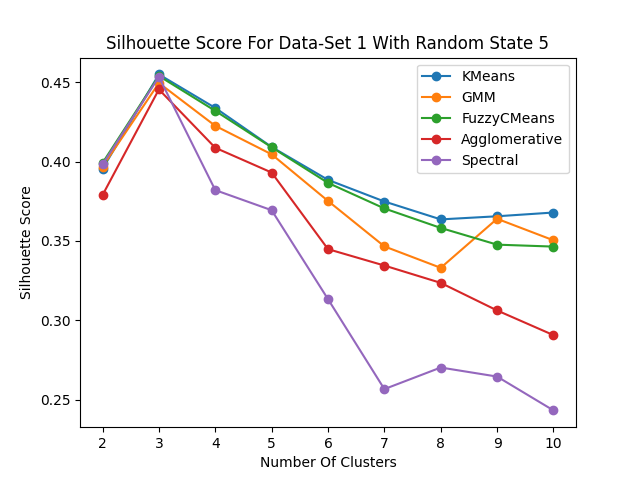 Silhouette Score For Data-Set 1 With Random State 5
KMeans
GMM
FuzzyCMeans
Agglomerative
Spectral
Silhouette Score
0.45
0.40
0.35
0.30
0.25
2 3 4 5 6 7 8 9 10
Number Of Clusters